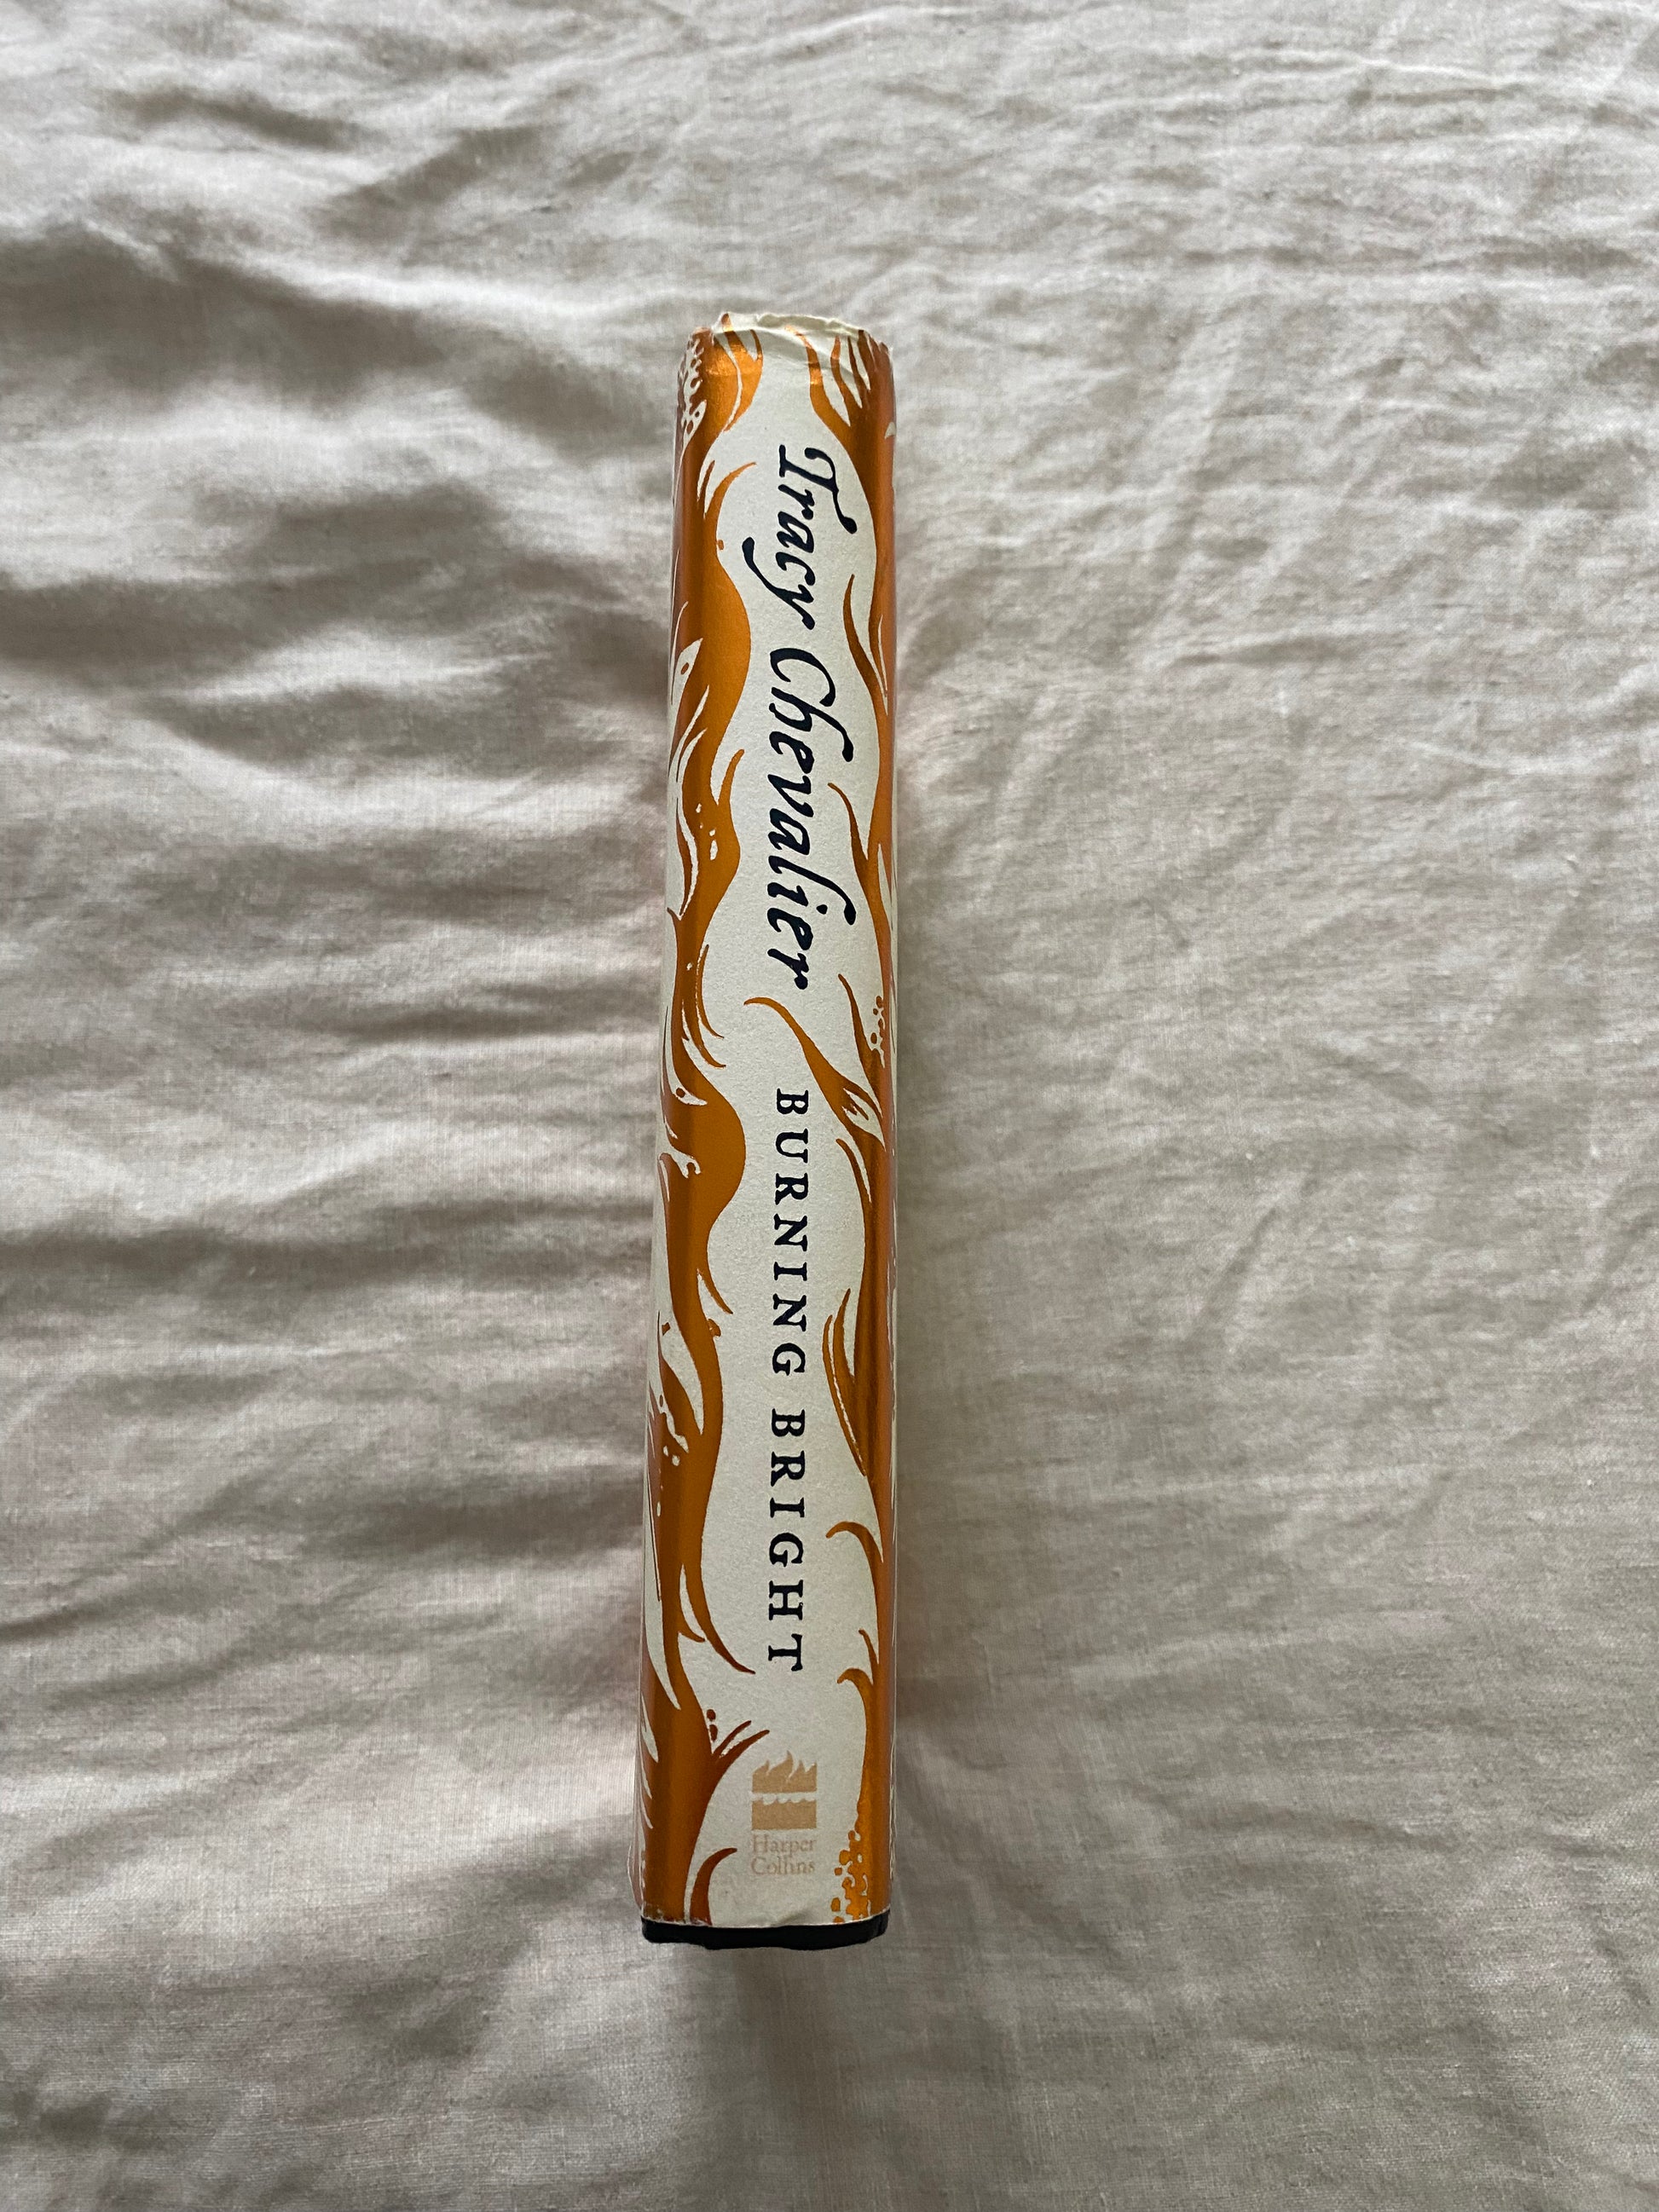 Tracy Chevalier
BURNING BRIGHT
Harper
Collins